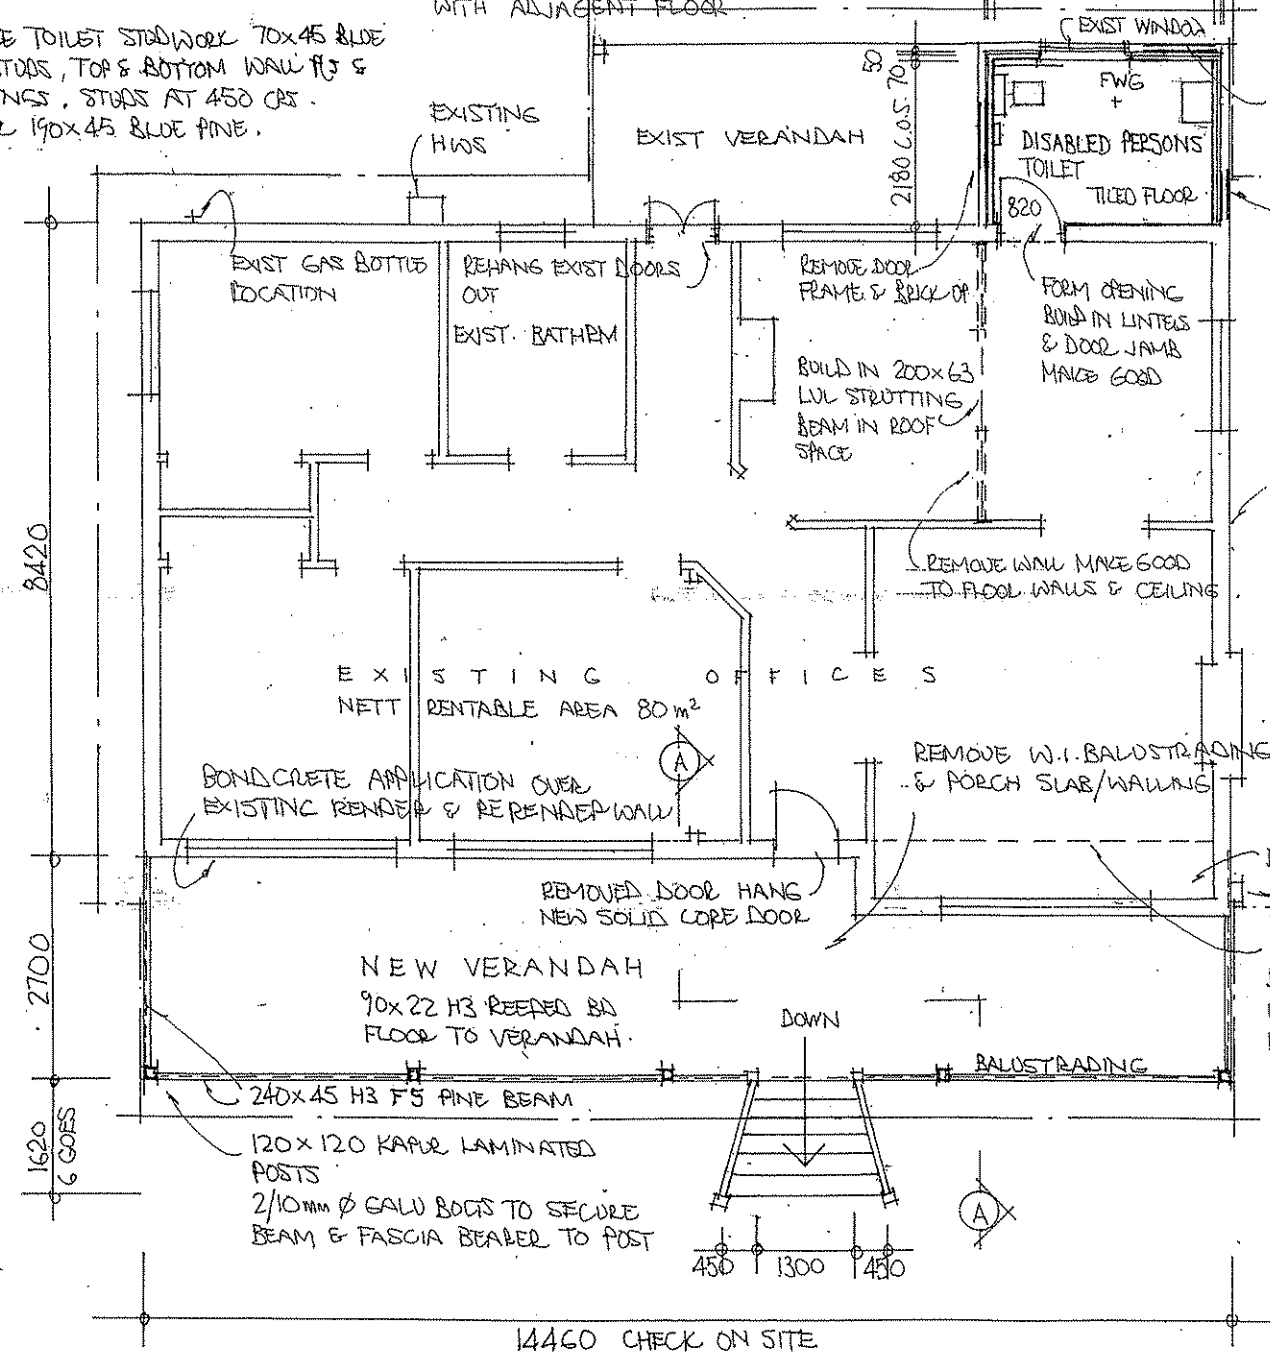 WITH ADJACENT FLOOR
E TOILET STUDWORK 70x45 BLUE
STUDS, TOP & BOTTOM WALL &
NGS. STUDS AT 450 CRS.
190x45 BLUE PINE.
EXISTING
HWS
EXIST VERANDAH
50
70
2180 C.O.S.
EXIST WINDOW
FWG
DISABLED PERSONS
TOILET
TILED FLOOR
820
EXIST GAS BOTTLE
LOCATION
REHANG EXIST DOORS
OUT
EXIST. BATHRM
REMOVE DOOR
FRAME & BRICK UP
FORM OPENING
BUILD IN LINTELS
& DOOR JAMB
MAKE GOOD
BUILD IN 200x63
LVL STRUTTING
BEAM IN ROOF
SPACE
REMOVE WALL MAKE GOOD
TO FLOOR WALLS & CEILING
8420
EXISTING OFFICES
NETT RENTABLE AREA 80 m²
A
REMOVE W.I. BALUSTRADING
& PORCH SLAB/WALLING
BONDCRETE APPLICATION OVER
EXISTING RENDER & RERENDER WALL
REMOVED DOOR HANG
NEW SOLID CORE DOOR
2700
NEW VERANDAH
90x22 H3 REEDED BD
FLOOR TO VERANDAH.
DOWN
BALUSTRADING
240x45 H3 F5 PINE BEAM
1620
6 GOES
120x120 KAPUR LAMINATED
POSTS
2/10mm Ø GALV BOLTS TO SECURE
BEAM & FASCIA BEARER TO POST
A
450 1300 450
14460 CHECK ON SITE